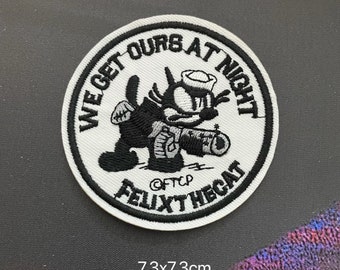 WE GET OURS AT NIGHT
©FTCP
FELIX THE CAT
7.3x7.3cm